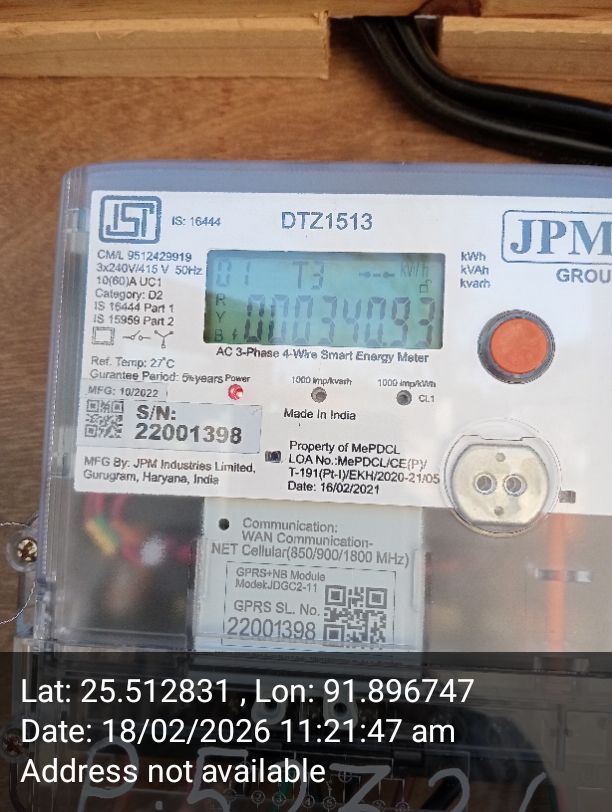 ISI
IS: 16444
DTZ1513
JPM
GROU
CM/L 9512429919
3x240V/415 V 50Hz
10(60)A UC1
Category: D2
IS 16444 Part 1
IS 15959 Part 2
01 T3 kWh
R
Y
B
00034093
kWh
kVAh
kvarh
AC 3-Phase 4-Wire Smart Energy Meter
Ref. Temp: 27°C
Gurantee Period: 5½years
Power
1000 imp/kvarh
1000 imp/kWh
Cl.1
MFG: 10/2022
S/N:
22001398
Made In India
MFG By: JPM Industries Limited,
Gurugram, Haryana, India
Property of MePDCL
LOA No.:MePDCL/CE(P)/
T-191(Pt-I)/EKH/2020-21/05
Date: 16/02/2021
Communication:
WAN Communication-
NET Cellular(850/900/1800 MHz)
GPRS+NB Module
Model:JDGC2-11
GPRS SL. No.
22001398
Lat: 25.512831 , Lon: 91.896747
Date: 18/02/2026 11:21:47 am
Address not available